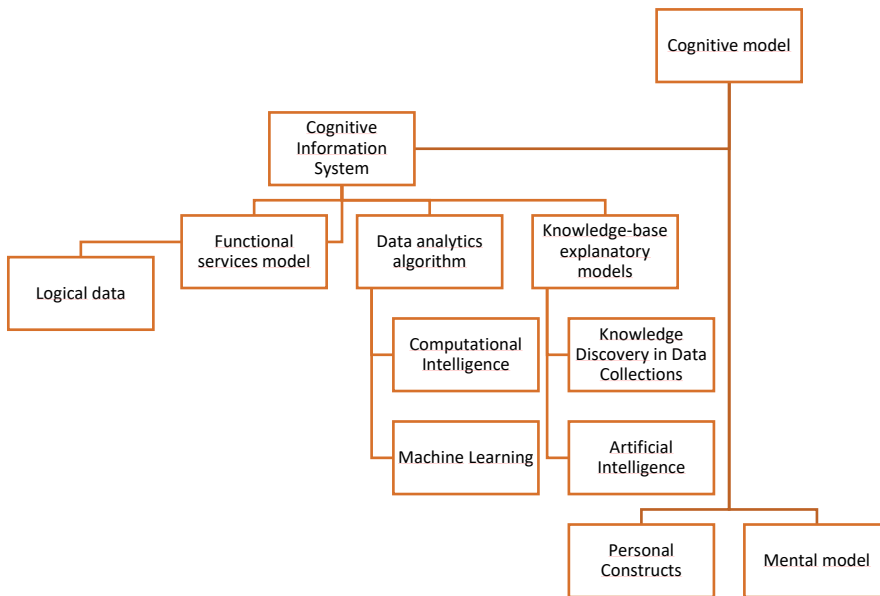 Cognitive model
Cognitive
Information
System
Functional
services model
Data analytics
algorithm
Knowledge-base
explanatory
models
Logical data
Computational
Intelligence
Knowledge
Discovery in Data
Collections
Machine Learning
Artificial
Intelligence
Personal
Constructs
Mental model